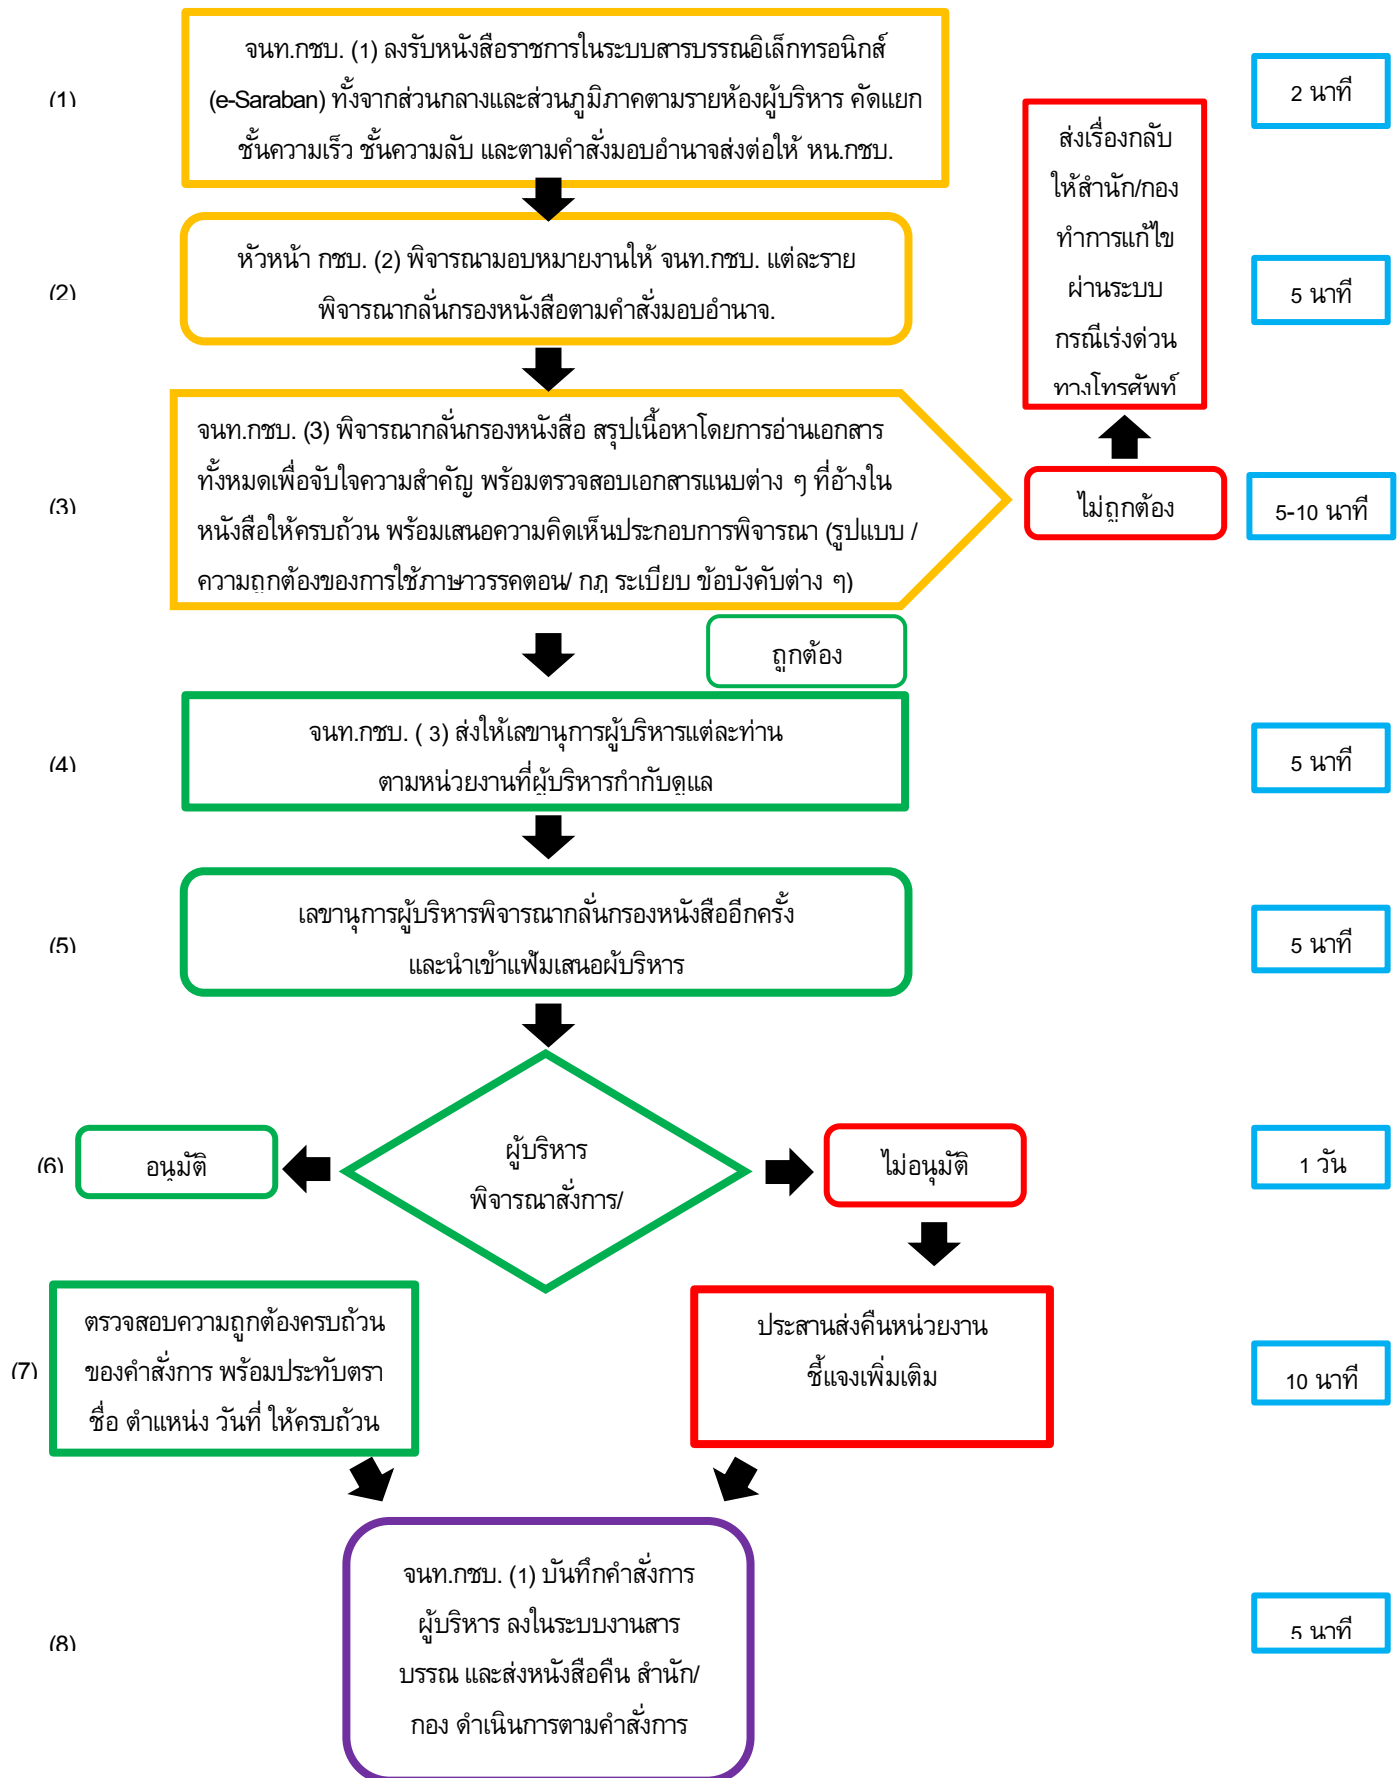 (1)
จนท.กชบ. (1) ลงรับหนังสือราชการในระบบสารบรรณอิเล็กทรอนิกส์
(e-Saraban) ทั้งจากส่วนกลางและส่วนภูมิภาคตามรายห้องผู้บริหาร คัดแยก
ชั้นความเร็ว ชั้นความลับ และตามคำสั่งมอบอำนาจส่งต่อให้ หน.กชบ.
2 นาที
ส่งเรื่องกลับ
ให้สำนัก/กอง
ทำการแก้ไข
ผ่านระบบ
กรณีเร่งด่วน
ทางโทรศัพท์
(2)
หัวหน้า กชบ. (2) พิจารณามอบหมายงานให้ จนท.กชบ. แต่ละราย
พิจารณากลั่นกรองหนังสือตามคำสั่งมอบอำนาจ.
5 นาที
(3)
จนท.กชบ. (3) พิจารณากลั่นกรองหนังสือ สรุปเนื้อหาโดยการอ่านเอกสาร
ทั้งหมดเพื่อจับใจความสำคัญ พร้อมตรวจสอบเอกสารแนบต่าง ๆ ที่อ้างใน
หนังสือให้ครบถ้วน พร้อมเสนอความคิดเห็นประกอบการพิจารณา (รูปแบบ /
ความถูกต้องของการใช้ภาษาวรรคตอน/ กฎ ระเบียบ ข้อบังคับต่าง ๆ)
ไม่ถูกต้อง
5-10 นาที
ถูกต้อง
(4)
จนท.กชบ. ( 3) ส่งให้เลขานุการผู้บริหารแต่ละท่าน
ตามหน่วยงานที่ผู้บริหารกำกับดูแล
5 นาที
(5)
เลขานุการผู้บริหารพิจารณากลั่นกรองหนังสืออีกครั้ง
และนำเข้าแฟ้มเสนอผู้บริหาร
5 นาที
(6)
อนุมัติ
ผู้บริหาร
พิจารณาสั่งการ/
ไม่อนุมัติ
1 วัน
(7)
ตรวจสอบความถูกต้องครบถ้วน
ของคำสั่งการ พร้อมประทับตรา
ชื่อ ตำแหน่ง วันที่ ให้ครบถ้วน
ประสานส่งคืนหน่วยงาน
ชี้แจงเพิ่มเติม
10 นาที
(8)
จนท.กชบ. (1) บันทึกคำสั่งการ
ผู้บริหาร ลงในระบบงานสาร
บรรณ และส่งหนังสือคืน สำนัก/
กอง ดำเนินการตามคำสั่งการ
5 นาที